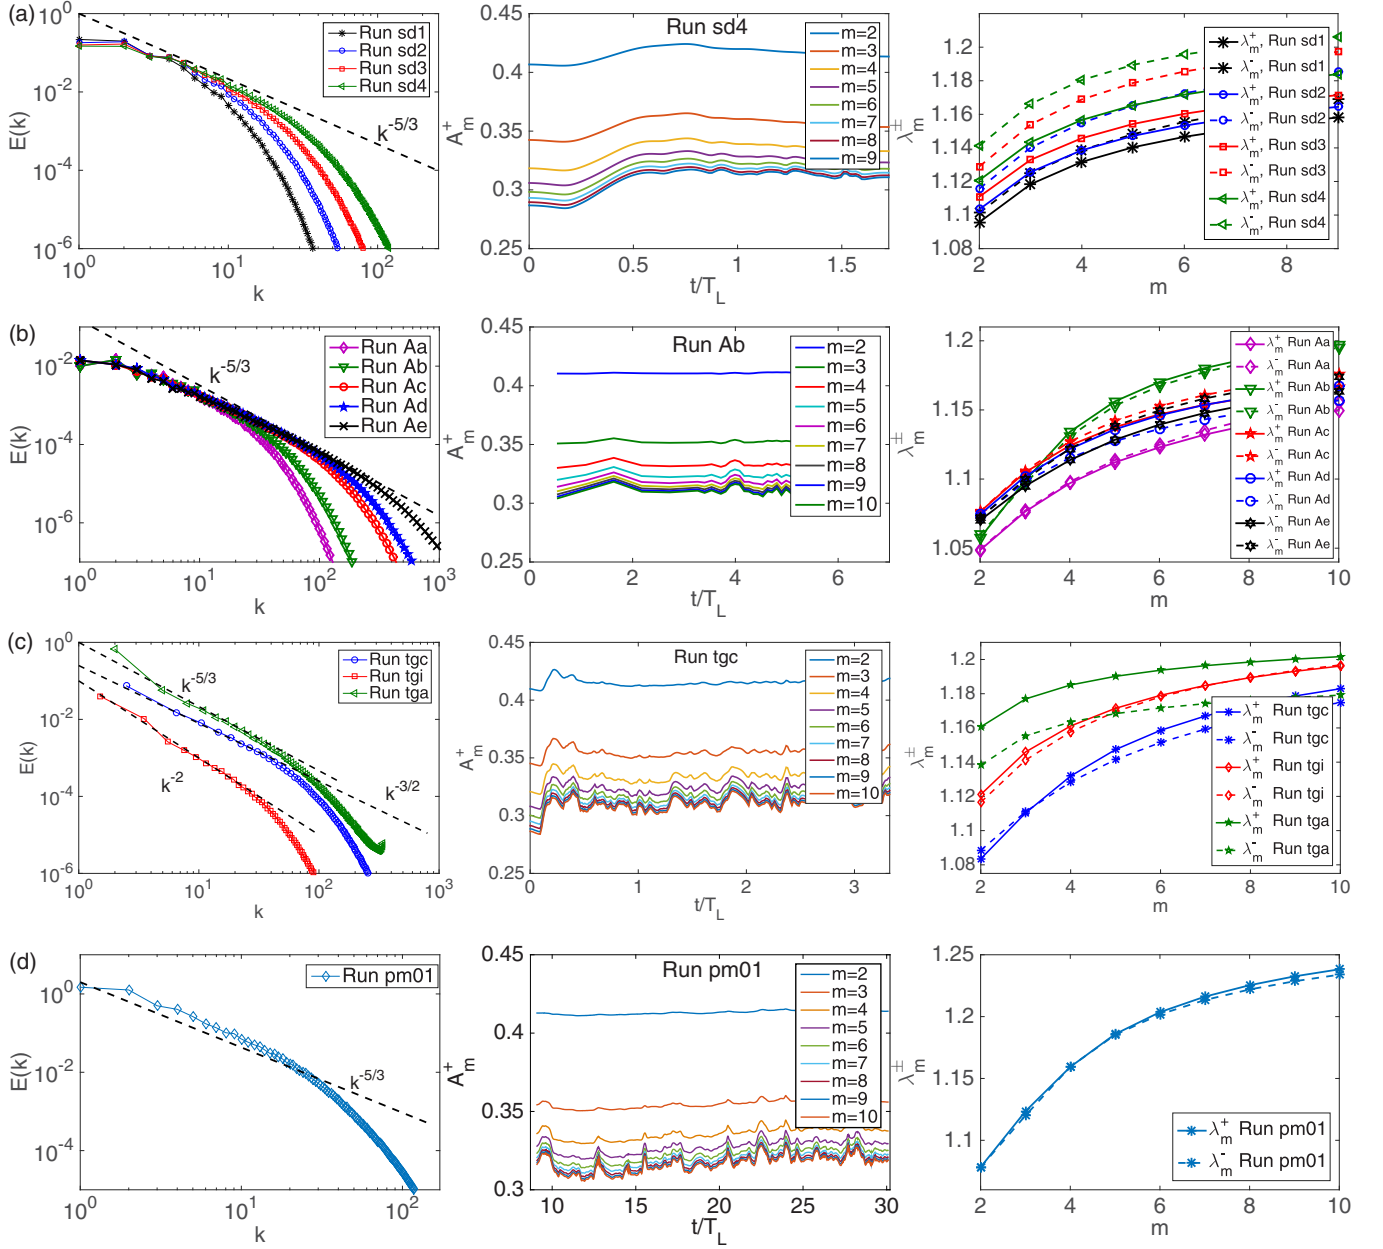 (a)
10^0
10^-2
10^-4
10^-6
E(k)
10^0
10^1
10^2
k
k^-5/3
Run sd1
Run sd2
Run sd3
Run sd4
Run sd4
0.45
0.4
0.35
0.3
0.25
A_m^+
0
0.5
1
1.5
t/T_L
m=2
m=3
m=4
m=5
m=6
m=7
m=8
m=9
1.2
1.18
1.16
1.14
1.12
1.1
1.08
λ_m^±
2
4
6
8
m
λ_m^+, Run sd1
λ_m^-, Run sd1
λ_m^+, Run sd2
λ_m^-, Run sd2
λ_m^+, Run sd3
λ_m^-, Run sd3
λ_m^+, Run sd4
λ_m^-, Run sd4
(b)
10^-2
10^-4
10^-6
E(k)
10^0
10^1
10^2
10^3
k
k^-5/3
Run Aa
Run Ab
Run Ac
Run Ad
Run Ae
Run Ab
0.45
0.4
0.35
0.3
0.25
A_m^+
0
2
4
6
t/T_L
m=2
m=3
m=4
m=5
m=6
m=7
m=8
m=9
m=10
1.2
1.15
1.1
1.05
λ_m^±
2
4
6
8
10
m
λ_m^+ Run Aa
λ_m^- Run Aa
λ_m^+ Run Ab
λ_m^- Run Ab
λ_m^+ Run Ac
λ_m^- Run Ac
λ_m^+ Run Ad
λ_m^- Run Ad
λ_m^- Run Ae
λ_m^- Run Ae
(c)
10^0
10^-2
10^-4
10^-6
E(k)
10^0
10^1
10^2
10^3
k
k^-5/3
k^-2
k^-3/2
Run tgc
Run tgi
Run tga
Run tgc
0.45
0.4
0.35
0.3
0.25
A_m^+
0
1
2
3
t/T_L
m=2
m=3
m=4
m=5
m=6
m=7
m=8
m=9
m=10
1.2
1.18
1.16
1.14
1.12
1.1
1.08
λ_m^±
2
4
6
8
10
m
λ_m^+ Run tgc
λ_m^- Run tgc
λ_m^+ Run tgi
λ_m^- Run tgi
λ_m^+ Run tga
λ_m^- Run tga
(d)
10^0
10^-2
10^-4
E(k)
10^0
10^1
10^2
k
k^-5/3
Run pm01
Run pm01
0.45
0.4
0.35
0.3
A_m^+
10
15
20
25
30
t/T_L
m=2
m=3
m=4
m=5
m=6
m=7
m=8
m=9
m=10
1.25
1.2
1.15
1.1
λ_m^±
2
4
6
8
10
m
λ_m^+ Run pm01
λ_m^- Run pm01